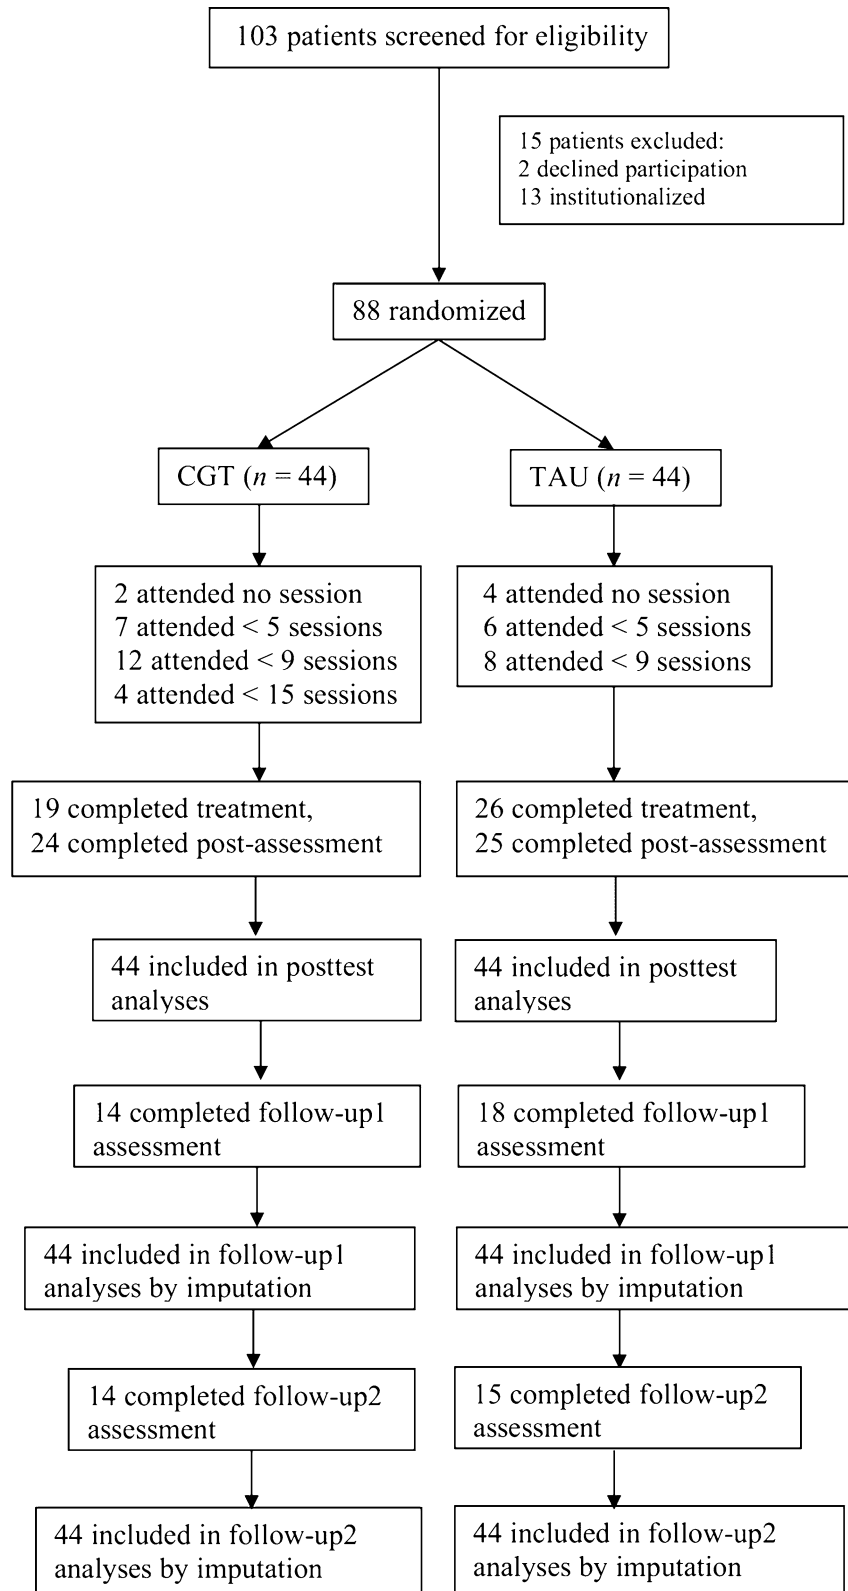 103 patients screened for eligibility
15 patients excluded:
2 declined participation
13 institutionalized
88 randomized
CGT (n = 44)
TAU (n = 44)
2 attended no session
7 attended < 5 sessions
12 attended < 9 sessions
4 attended < 15 sessions
4 attended no session
6 attended < 5 sessions
8 attended < 9 sessions
19 completed treatment,
24 completed post-assessment
26 completed treatment,
25 completed post-assessment
44 included in posttest
analyses
44 included in posttest
analyses
14 completed follow-up1
assessment
18 completed follow-up1
assessment
44 included in follow-up1
analyses by imputation
44 included in follow-up1
analyses by imputation
14 completed follow-up2
assessment
15 completed follow-up2
assessment
44 included in follow-up2
analyses by imputation
44 included in follow-up2
analyses by imputation